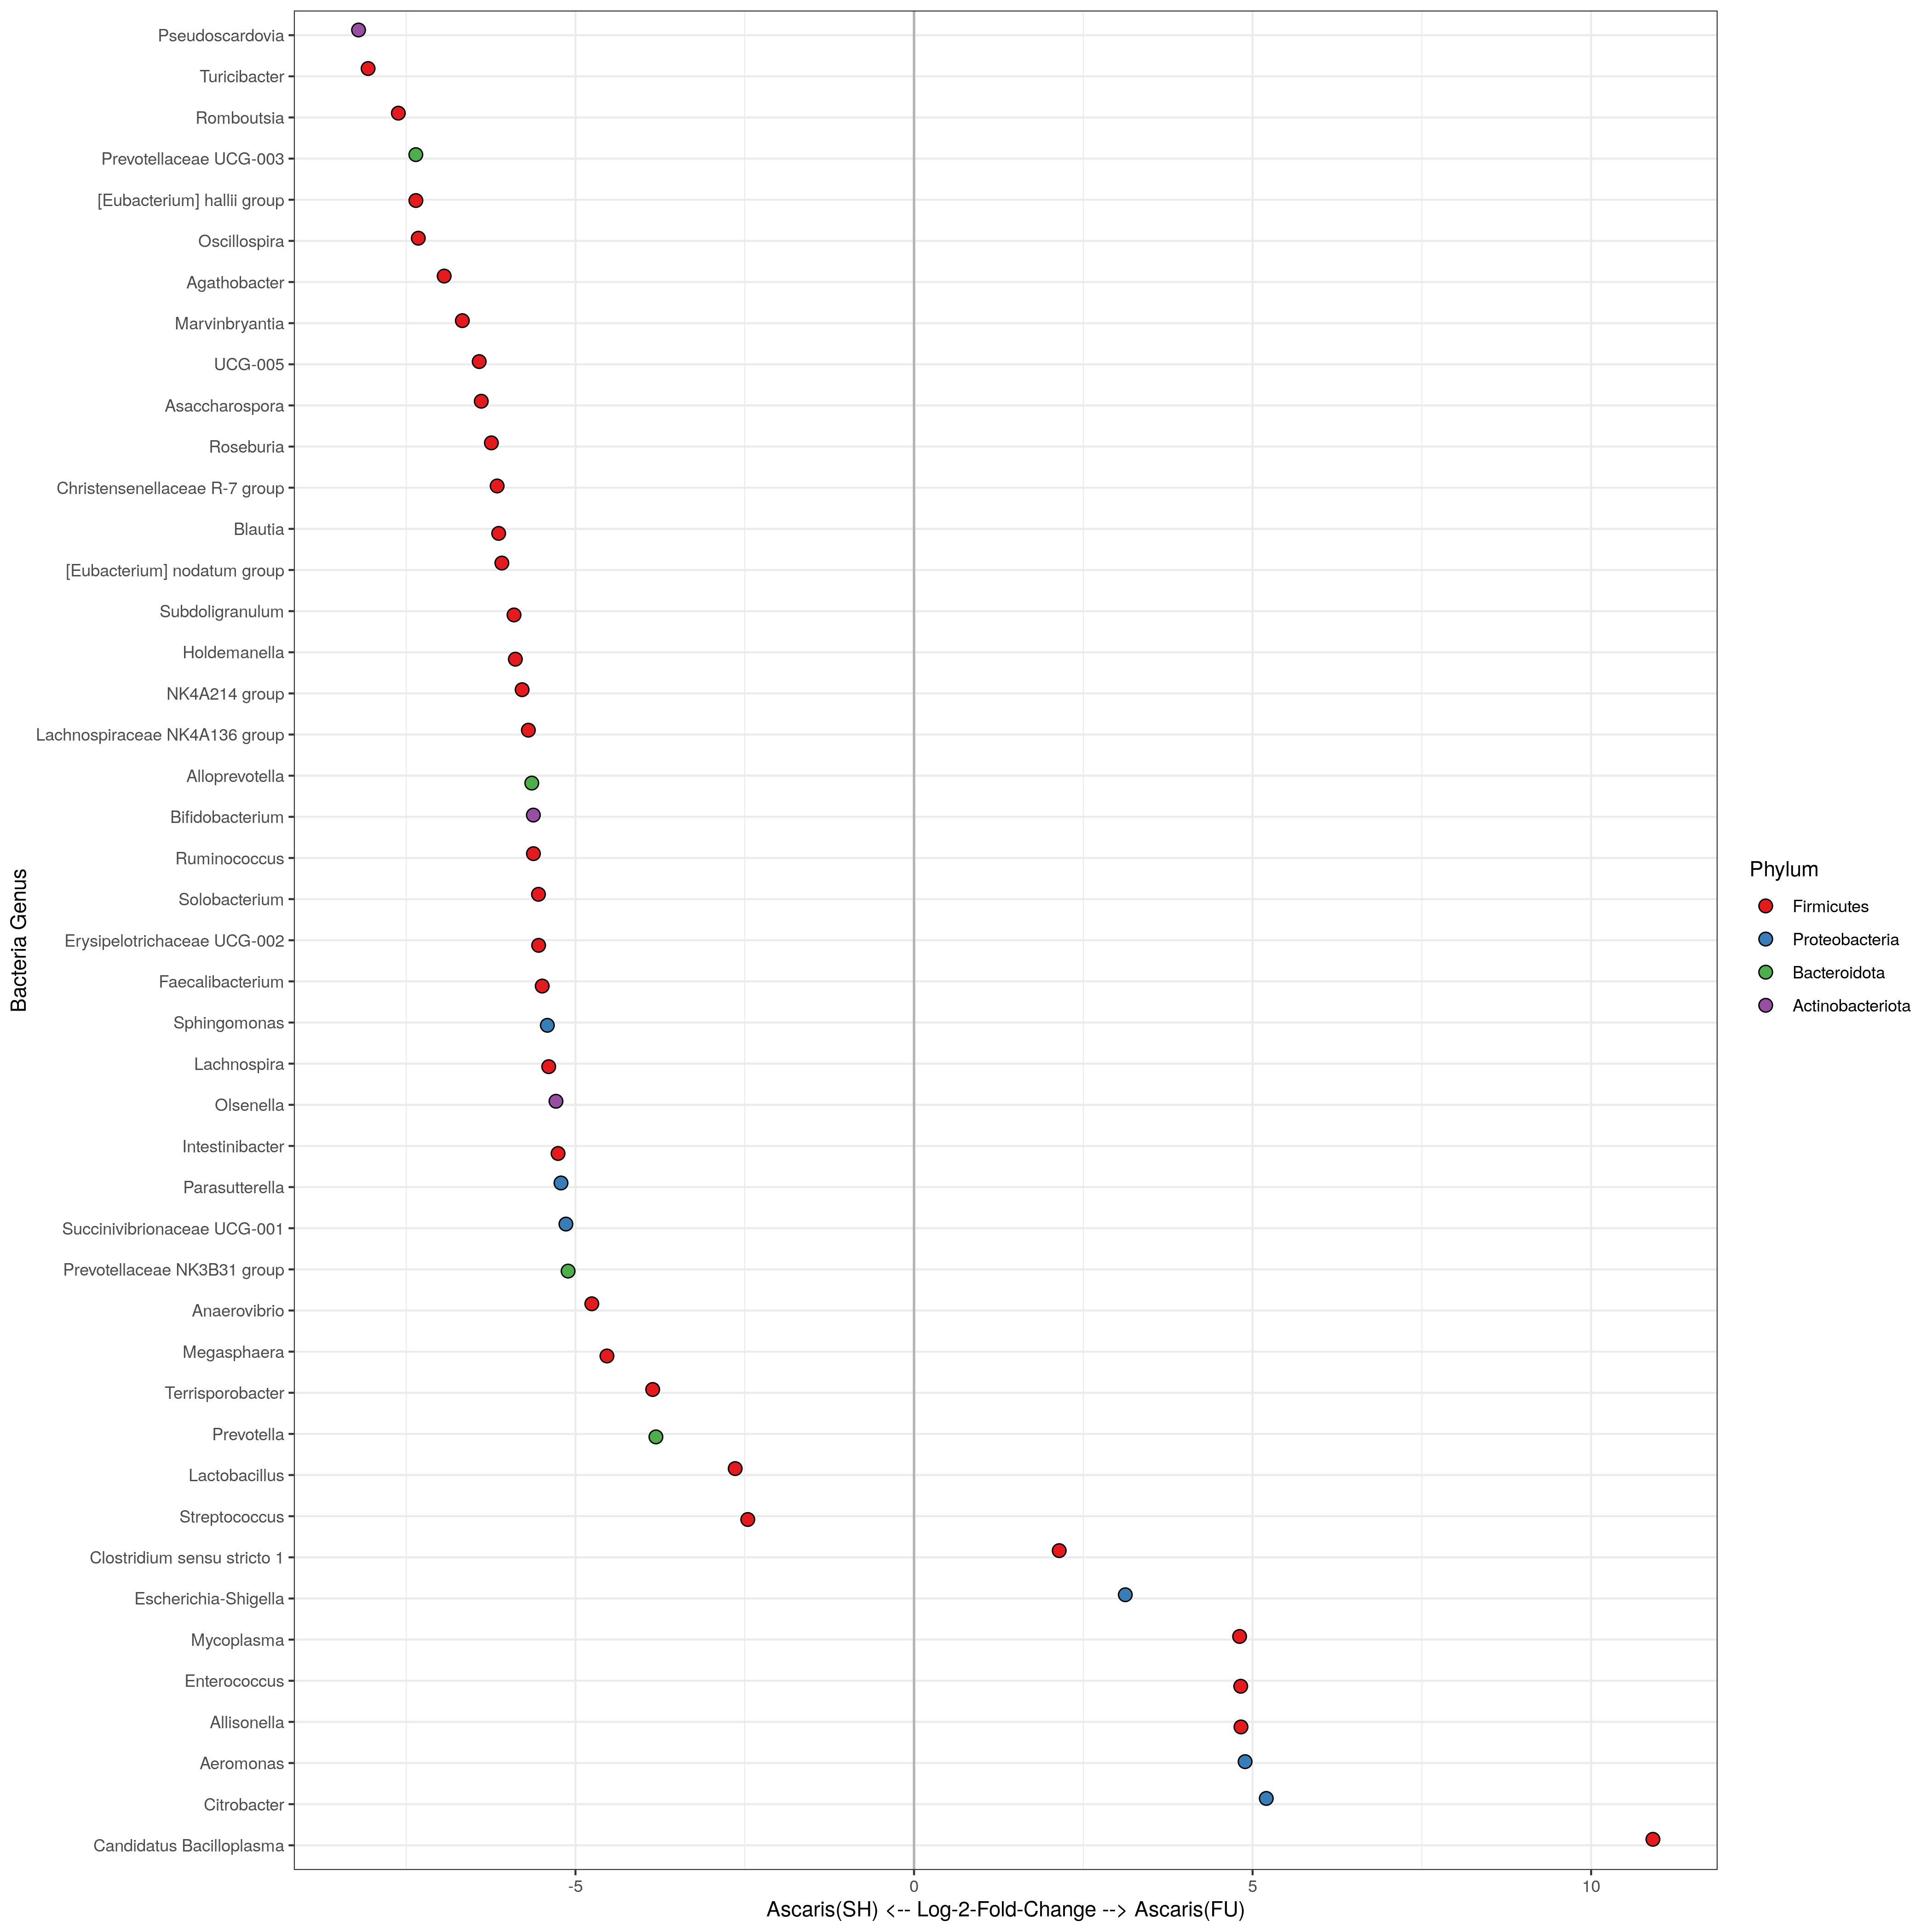 Pseudoscardovia
Turicibacter
Romboutsia
Prevotellaceae UCG-003
[Eubacterium] hallii group
Oscillospira
Agathobacter
Marvinbryantia
UCG-005
Asaccharospora
Roseburia
Christensenellaceae R-7 group
Blautia
[Eubacterium] nodatum group
Subdoligranulum
Holdemanella
NK4A214 group
Lachnospiraceae NK4A136 group
Alloprevotella
Bifidobacterium
Ruminococcus
Solobacterium
Erysipelotrichaceae UCG-002
Faecalibacterium
Sphingomonas
Lachnospira
Olsenella
Intestinibacter
Parasutterella
Succinivibrionaceae UCG-001
Prevotellaceae NK3B31 group
Anaerovibrio
Megasphaera
Terrisporobacter
Prevotella
Lactobacillus
Streptococcus
Clostridium sensu stricto 1
Escherichia-Shigella
Mycoplasma
Enterococcus
Allisonella
Aeromonas
Citrobacter
Candidatus Bacilloplasma
Bacteria Genus
-5 0 5 10
Ascaris(SH) <-- Log-2-Fold-Change --> Ascaris(FU)
Phylum
Firmicutes
Proteobacteria
Bacteroidota
Actinobacteriota